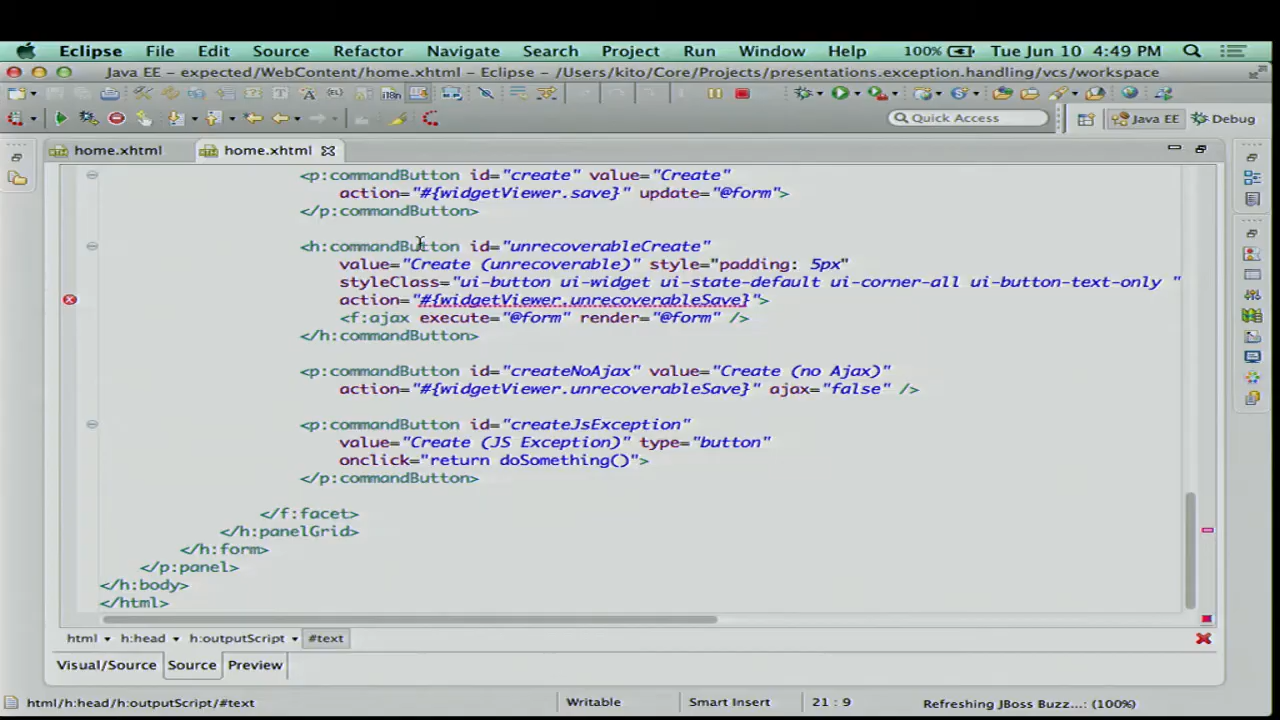 Eclipse File Edit Source Refactor Navigate Search Project Run Window Help 100% Tue Jun 10 4:49 PM
Java EE - expected/WebContent/home.xhtml - Eclipse - /Users/kito/Core/Projects/presentations.exception.handling/vcs/workspace
Quick Access Java EE Debug
home.xhtml home.xhtml
<p:commandButton id="create" value="Create"
action="#{widgetViewer.save}" update="@form">
</p:commandButton>
<h:commandButton id="unrecoverableCreate"
value="Create (unrecoverable)" style="padding: 5px"
styleClass="ui-button ui-widget ui-state-default ui-corner-all ui-button-text-only "
action="#{widgetViewer.unrecoverableSave}">
<f:ajax execute="@form" render="@form" />
</h:commandButton>
<p:commandButton id="createNoAjax" value="Create (no Ajax)"
action="#{widgetViewer.unrecoverableSave}" ajax="false" />
<p:commandButton id="createJsException"
value="Create (JS Exception)" type="button"
onclick="return doSomething()">
</p:commandButton>
</f:facet>
</h:panelGrid>
</h:form>
</p:panel>
</h:body>
</html>
html h:head h:outputScript #text
Visual/Source Source Preview
html/h:head/h:outputScript/#text Writable Smart Insert 21 : 9 Refreshing JBoss Buzz...: (100%)